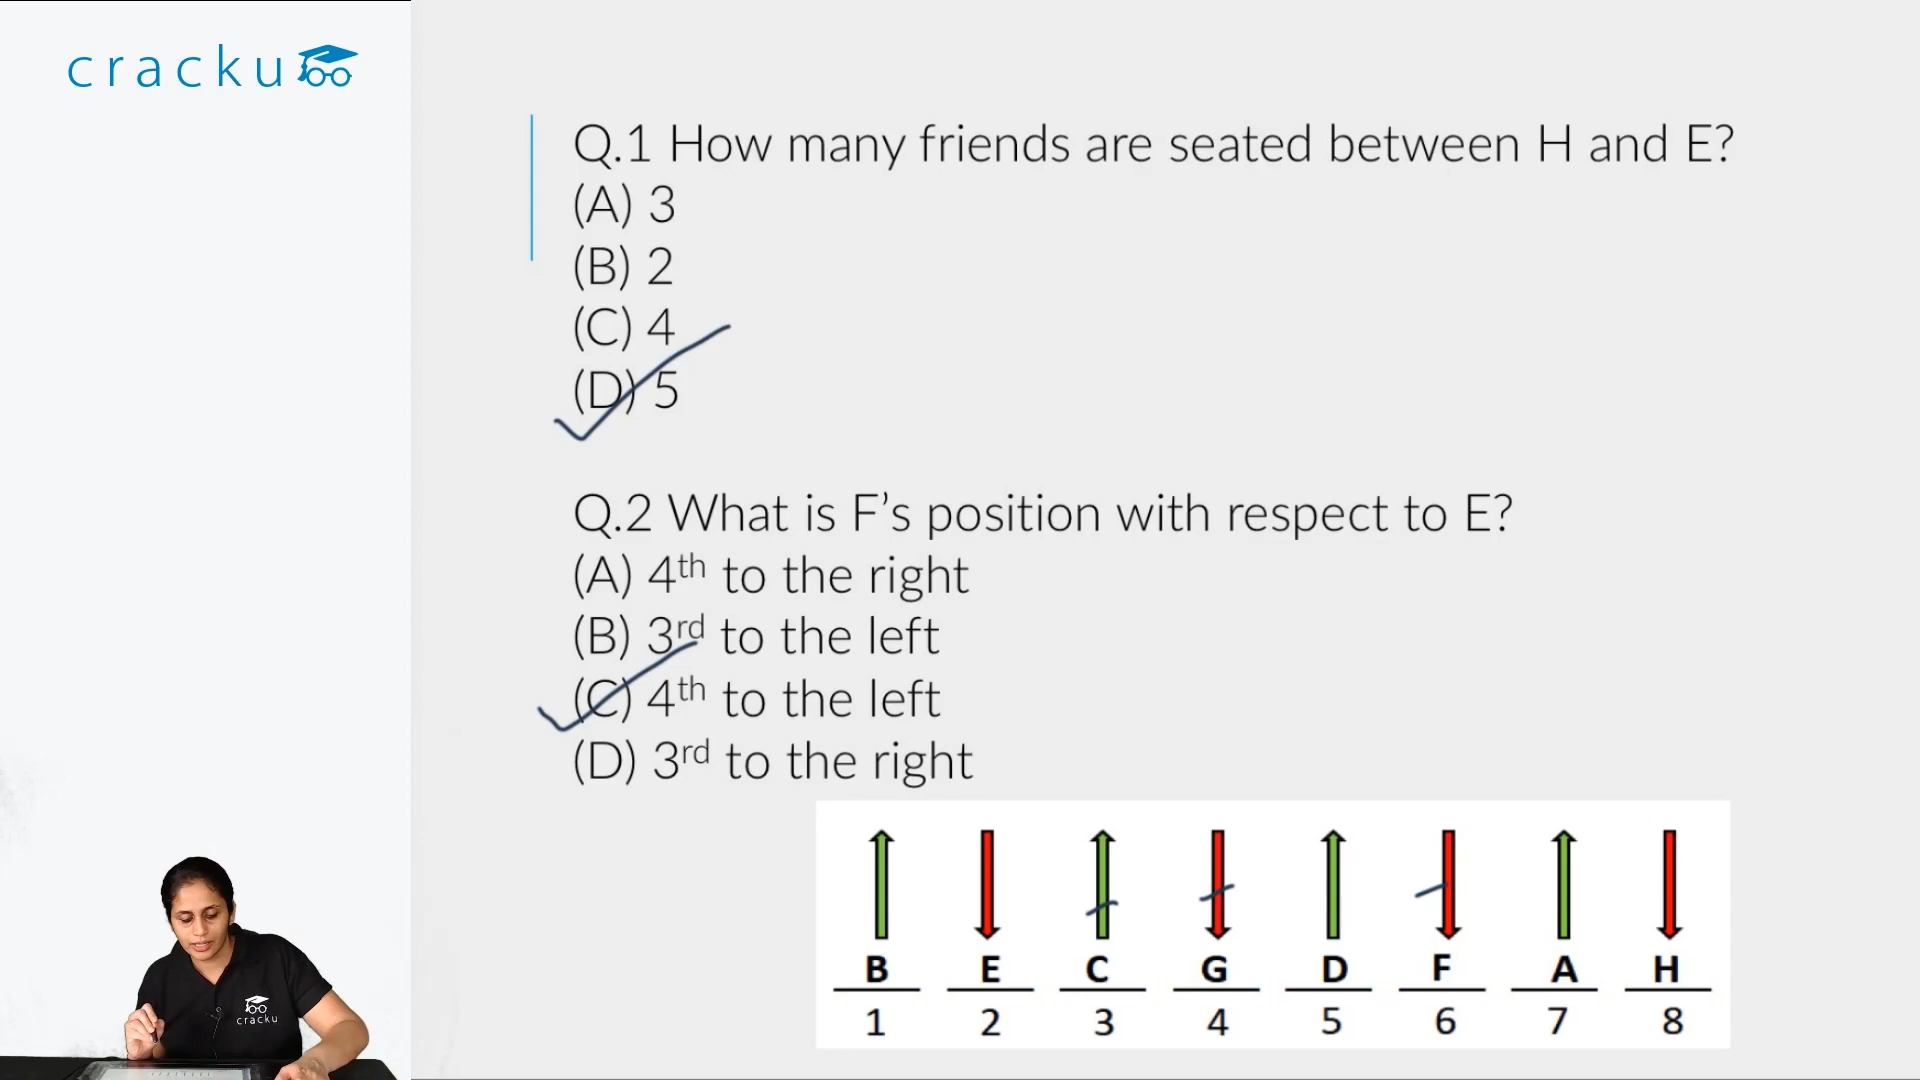 cracku
Q.1 How many friends are seated between H and E?
(A) 3
(B) 2
(C) 4
(D) 5
Q.2 What is F's position with respect to E?
(A) 4th to the right
(B) 3rd to the left
(C) 4th to the left
(D) 3rd to the right
B E C G D F A H
1 2 3 4 5 6 7 8
cracku